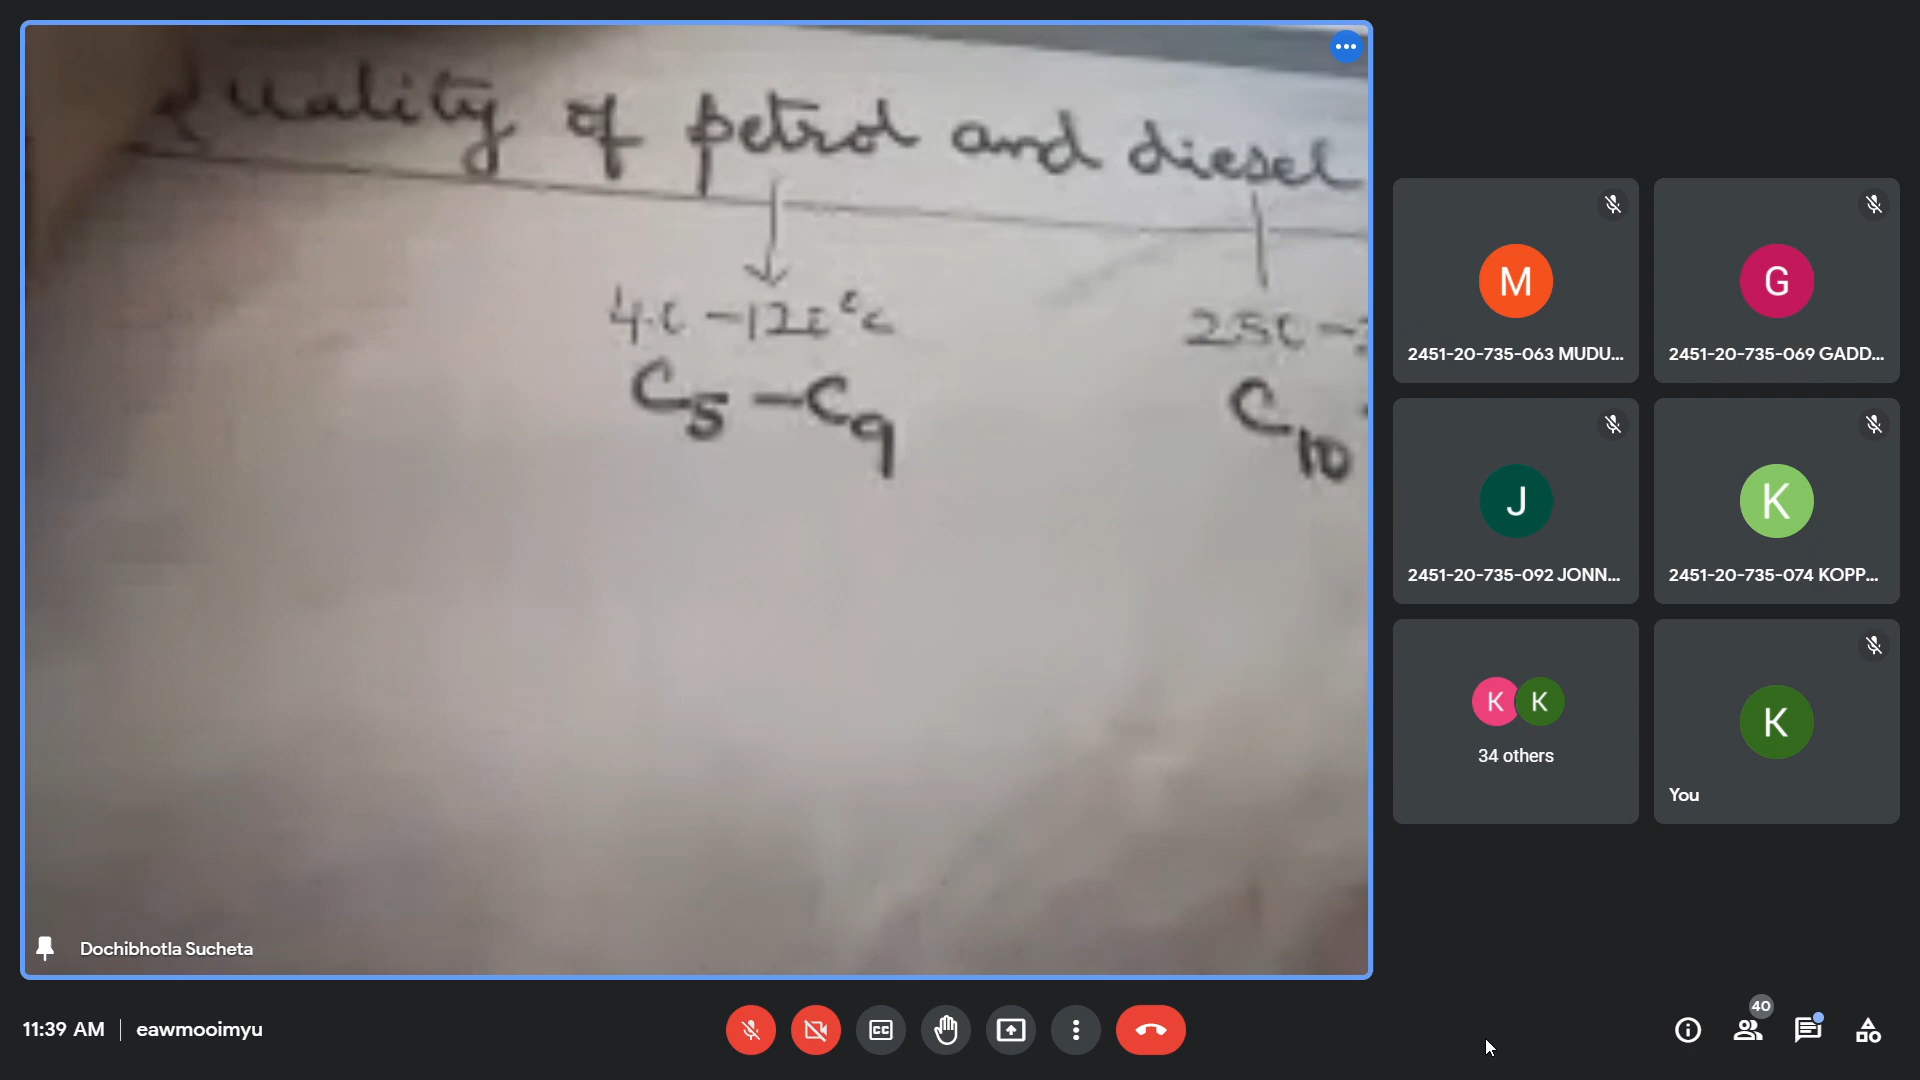 Quality of petrol and diesel
40 - 120°C
250 -
C5 - C9
C10 -
Dochibhotla Sucheta
M
2451-20-735-063 MUDU...
G
2451-20-735-069 GADD...
J
2451-20-735-092 JONN...
K
2451-20-735-074 KOPP...
K K
34 others
K
You
11:39 AM | eawmooimyu
CC
40